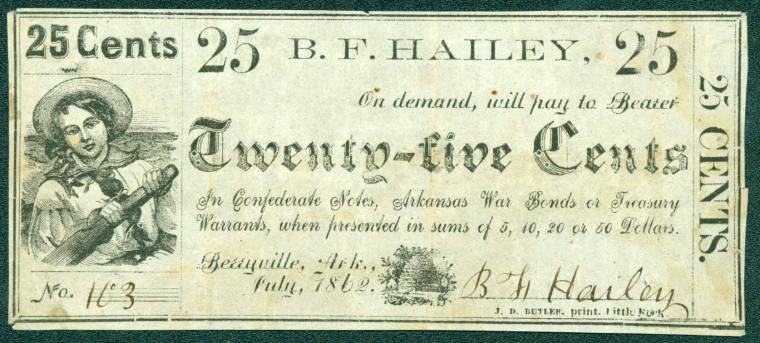 25 Cents
25 B. F. HAILEY, 25
On demand, will pay to Bearer
Twenty-five Cents
In Confederate Notes, Arkansas War Bonds or Treasury
Warrants, when presented in sums of 5, 10, 20 or 50 Dollars.
Berryville, Ark.,
July, 1862.
B F Hailey
J. D. BUTLER, print. Little Rock
No. 163
25 CENTS.